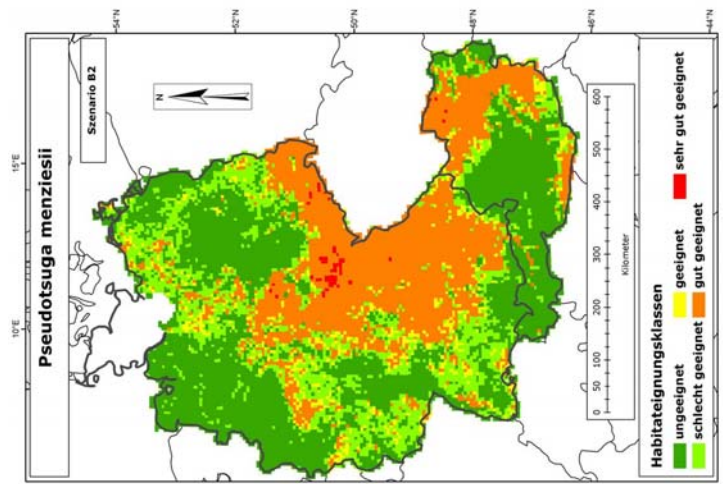 Pseudotsuga menziesii
Szenario B2
10°E
15°E
54°N
52°N
50°N
48°N
46°N
44°N
N
0 50 100 200 300 400 500 600
Kilometer
Habitateignungsklassen
ungeeignet
schlecht geeignet
geeignet
gut geeignet
sehr gut geeignet